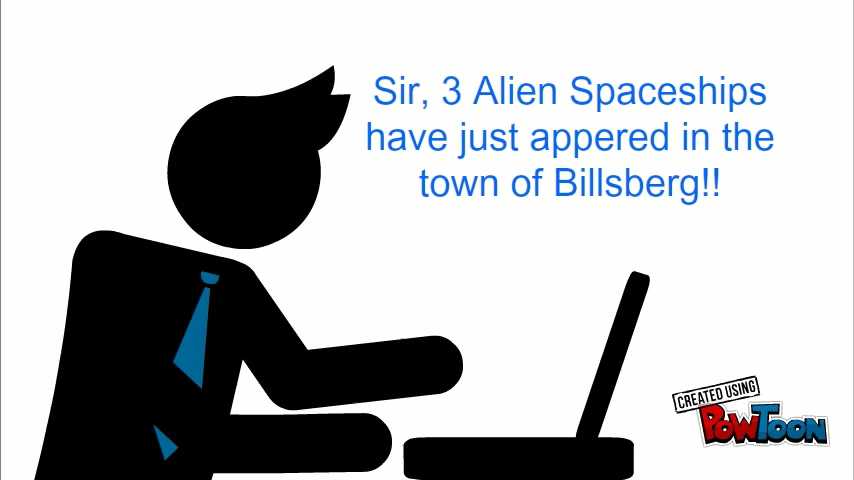 Sir, 3 Alien Spaceships
have just appered in the
town of Billsberg!!
CREATED USING
POWTOON